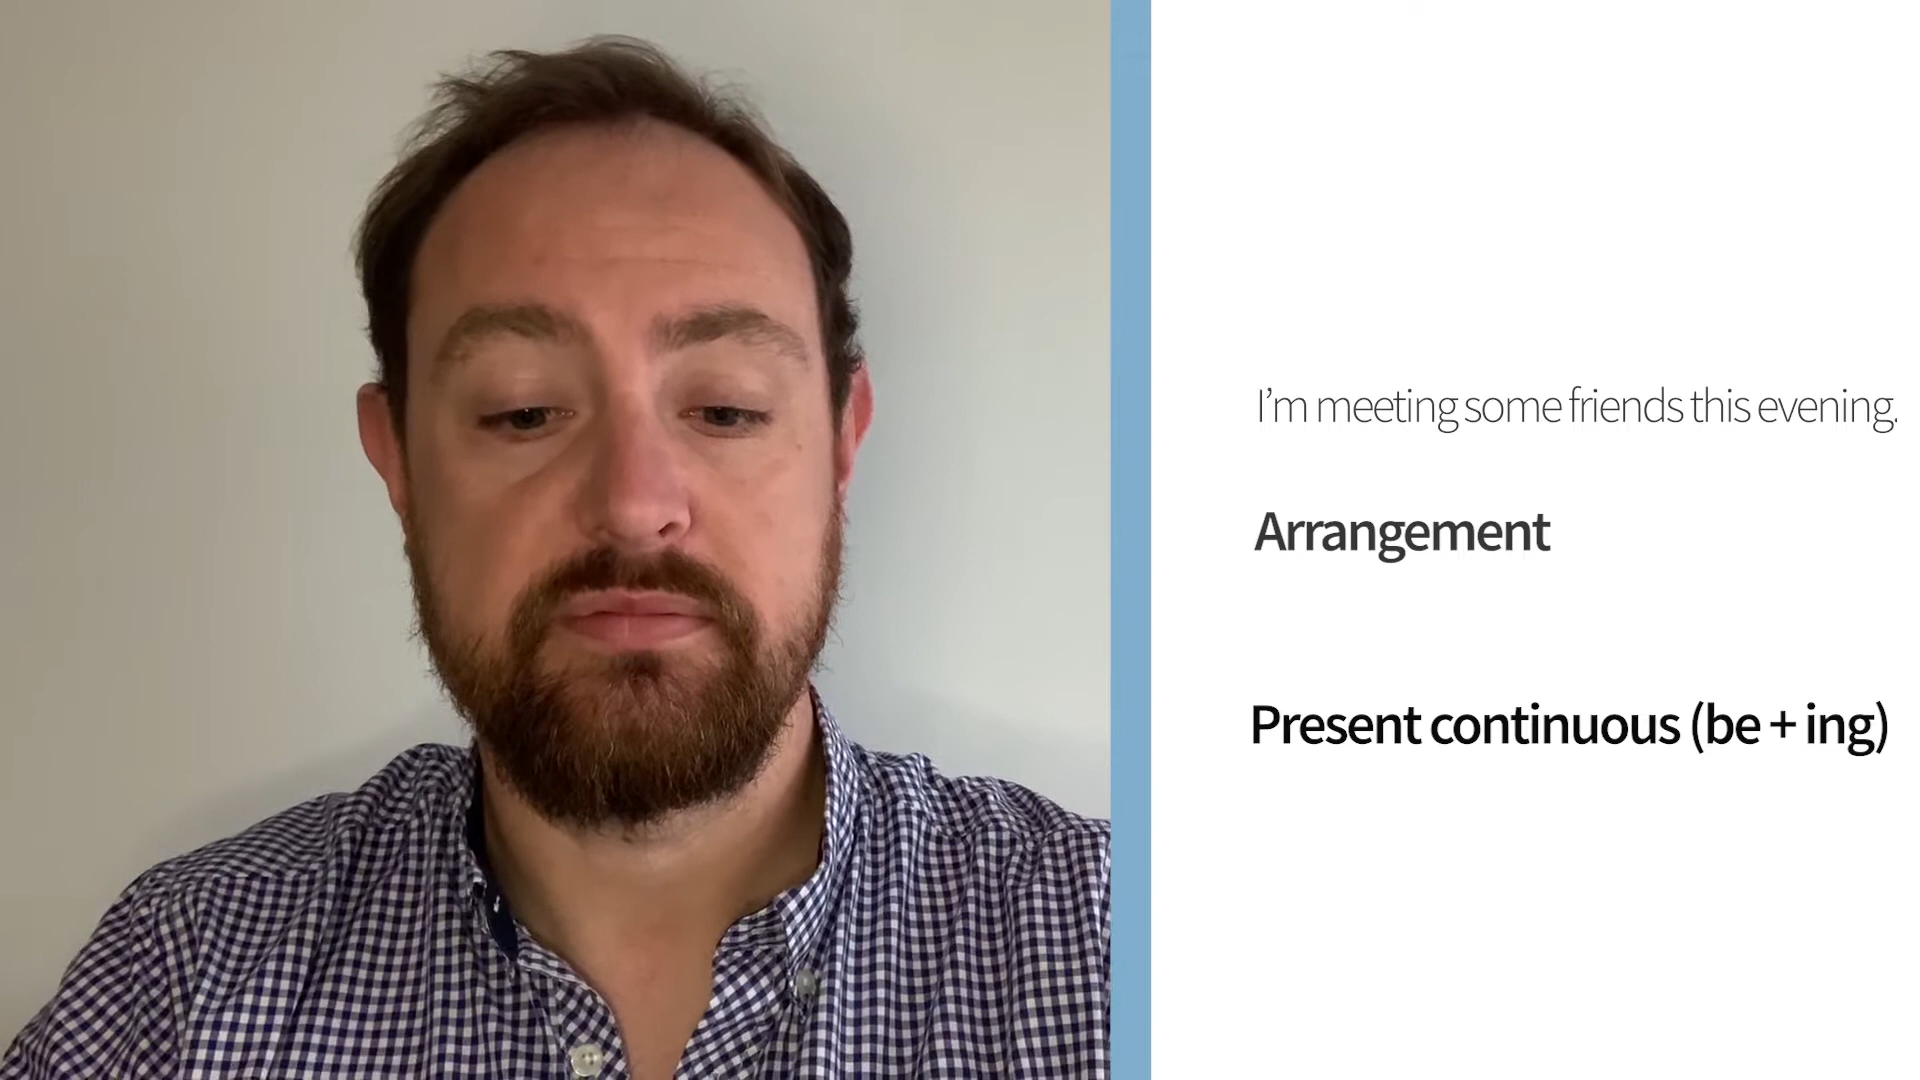 I’m meeting some friends this evening.
Arrangement
Present continuous (be + ing)